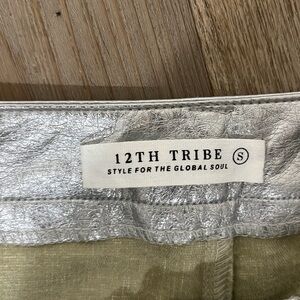 12TH TRIBE S
STYLE FOR THE GLOBAL SOUL